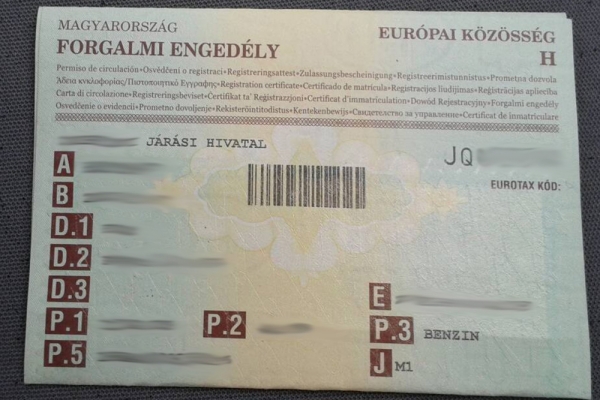 MAGYARORSZÁG
FORGALMI ENGEDÉLY
EURÓPAI KÖZÖSSÉG
H
Permiso de circulación•Osvědčení o registraci•Registreringsattest•Zulassungsbescheinigung•Registreerimistunnistus•Prometna dozvola
Άδεια κυκλοφορίας/Πιστοποιητικό Εγγραφής•Registration certificate•Certificado de matrícula•Registracijos liudijimas•Reģistrācijas apliecība
Carta di circolazione•Registreringsbeviset•Ċertifikat ta' Reġistrazzjoni•Certificat d'immatriculation•Dowód Rejestracyjny•Forgalmi engedély
Osvedčenie o evidencii•Prometno dovoljenje•Rekisteröintitodistus•Kentekenbewijs•Свидетелство за управление•Certificat de înmatriculare
JÁRÁSI HIVATAL
JQ
EUROTAX KÓD:
A
B
D.1
D.2
D.3
E
P.1
P.2
P.3 BENZIN
P.5
J M1